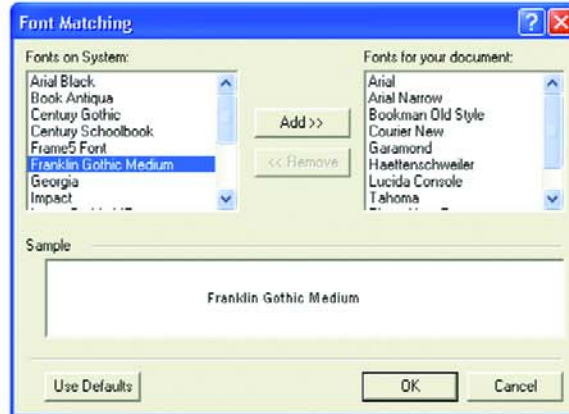 Font Matching
Fonts on System:
Arial Black
Book Antiqua
Century Gothic
Century Schoolbook
Frame5 Font
Franklin Gothic Medium
Georgia
Impact
Add >>
<< Remove
Fonts for your document:
Arial
Arial Narrow
Bookman Old Style
Courier New
Garamond
Haettenschweiler
Lucida Console
Tahoma
Sample
Franklin Gothic Medium
Use Defaults
OK
Cancel